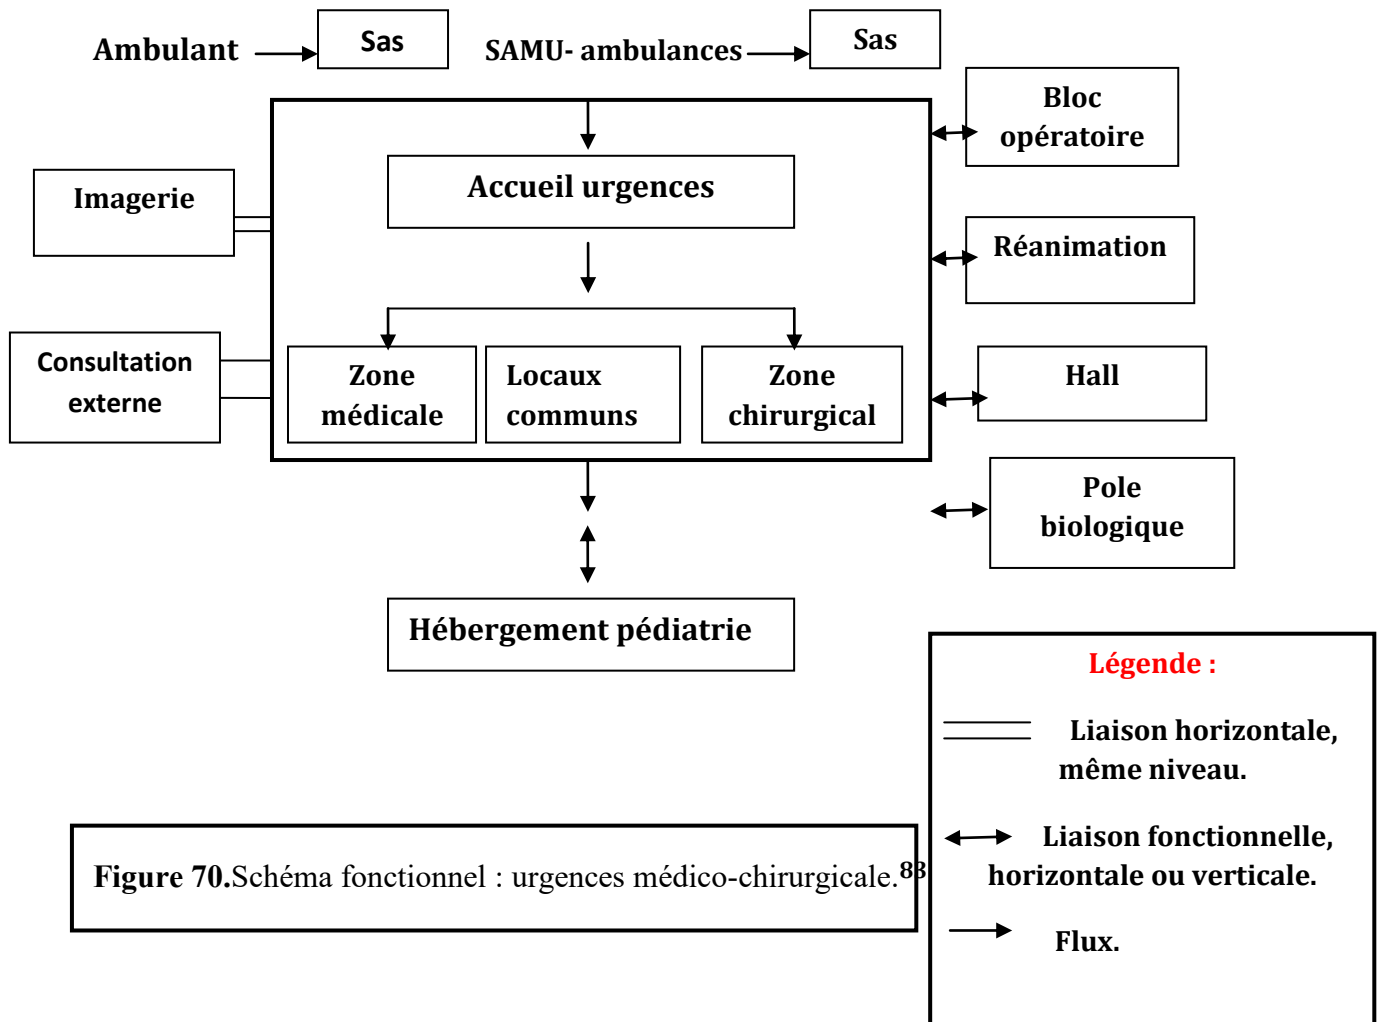 Ambulant
Sas
SAMU- ambulances
Sas
Bloc
opératoire
Imagerie
Accueil urgences
Réanimation
Consultation
externe
Zone
médicale
Locaux
communs
Zone
chirurgical
Hall
Pole
biologique
Hébergement pédiatrie
Légende :
Liaison horizontale,
même niveau.
Liaison fonctionnelle,
horizontale ou verticale.
Flux.
Figure 70.Schéma fonctionnel : urgences médico-chirurgicale.83